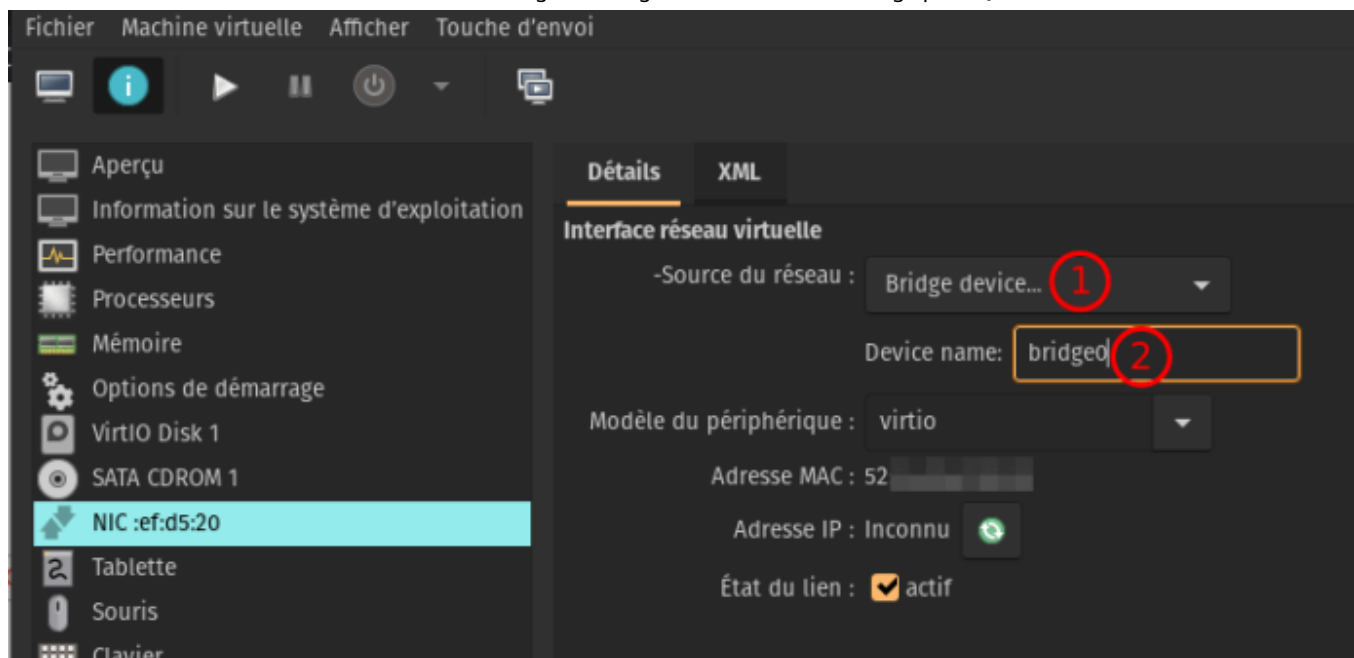 Fichier Machine virtuelle Afficher Touche d'envoi
Aperçu
Information sur le système d'exploitation
Performance
Processeurs
Mémoire
Options de démarrage
VirtIO Disk 1
SATA CDROM 1
NIC :ef:d5:20
Tablette
Souris
Clavier
Détails XML
Interface réseau virtuelle
-Source du réseau : Bridge device... 1
Device name: bridge0 2
Modèle du périphérique : virtio
Adresse MAC : 52
Adresse IP : Inconnu
État du lien : actif